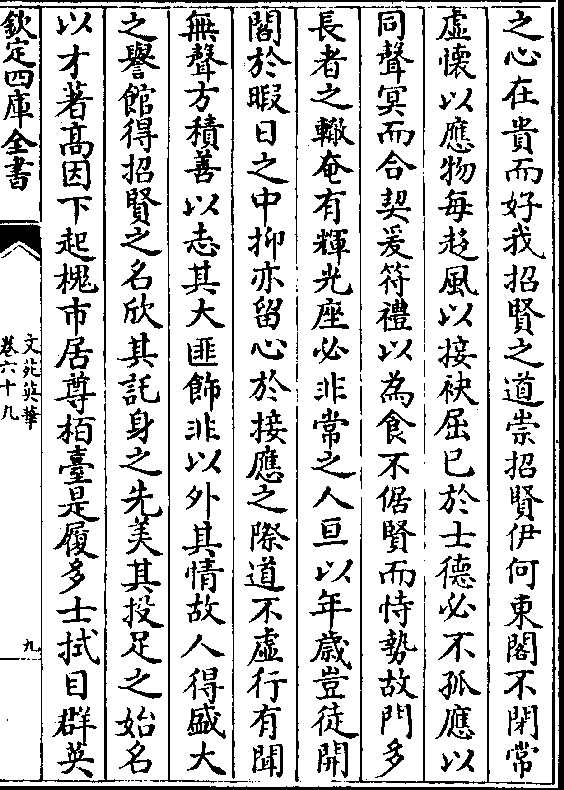 之心在貴而好我招賢之道崇招賢伊何東閣不閉常
虛懷以應物每趍風以接袂屈已於士德必不孤應以
同聲冥而合契爰符禮以為食不倨賢而恃勢故門多
長者之轍奄有輝光座必非常之人亘以年歲豈徒開
閣於暇日之中抑亦留心於接應之際道不虛行有聞
無聲方積善以志其大匪飾非以外其情故人得盛大
之譽館得招賢之名欣其託身之先美其投足之始名
以才著髙因下起槐市居尊栢臺是履多士拭目群英
欽定四庫全書
文苑英華
卷六十九
九